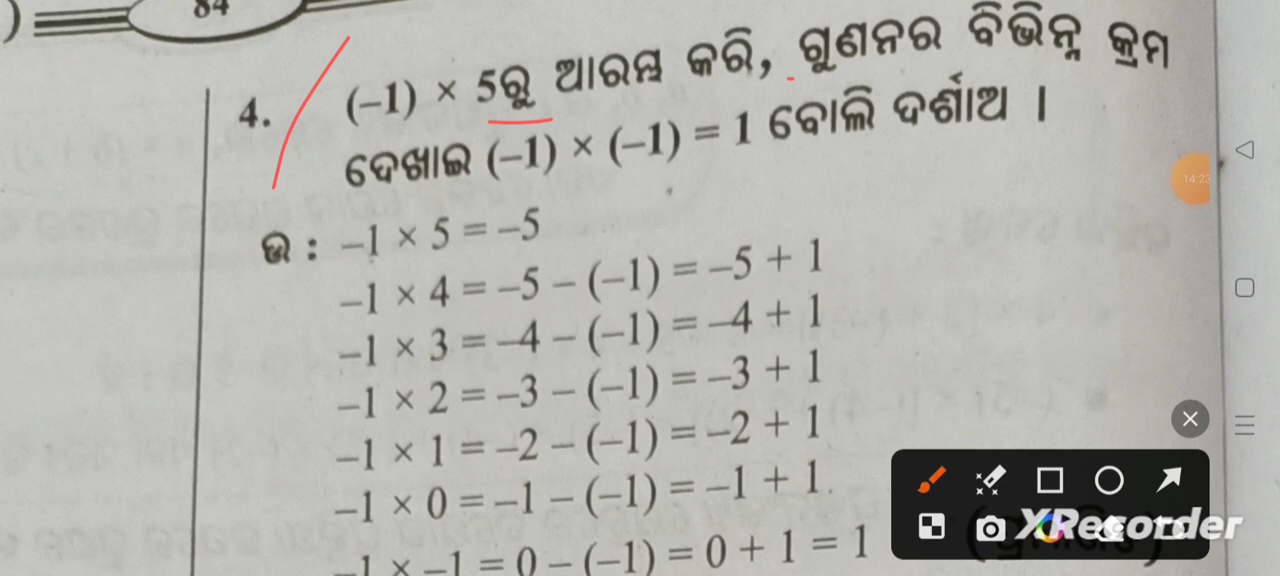 84
4. (–1) × 5ରୁ ଆରମ୍ଭ କରି, ଗୁଣନର ବିଭିନ୍ନ କ୍ରମ
ଦେଖାଇ (–1) × (–1) = 1 ବୋଲି ଦର୍ଶାଅ ।
ଉ : –1 × 5 = –5
–1 × 4 = –5 – (–1) = –5 + 1
–1 × 3 = –4 – (–1) = –4 + 1
–1 × 2 = –3 – (–1) = –3 + 1
–1 × 1 = –2 – (–1) = –2 + 1
–1 × 0 = –1 – (–1) = –1 + 1
–1 × –1 = 0 – (–1) = 0 + 1 = 1
14:23
XRecorder